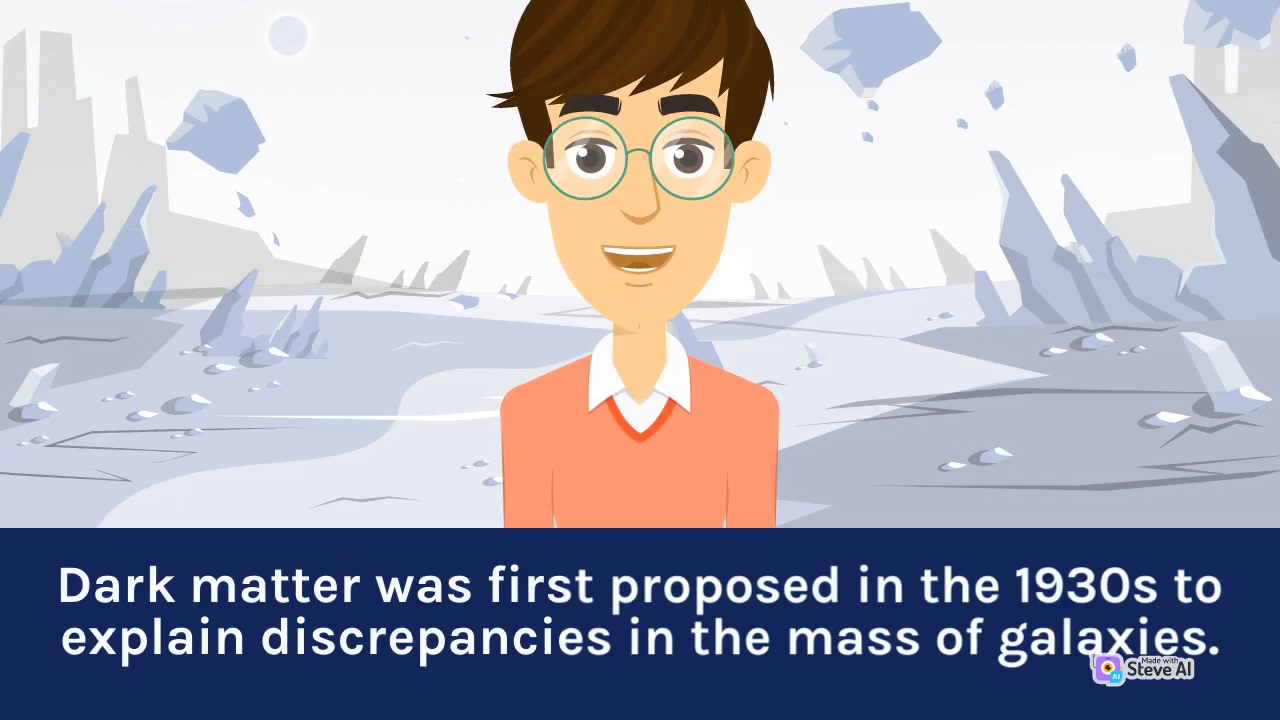 Dark matter was first proposed in the 1930s to
explain discrepancies in the mass of galaxies.
Made with
Steve AI
AI